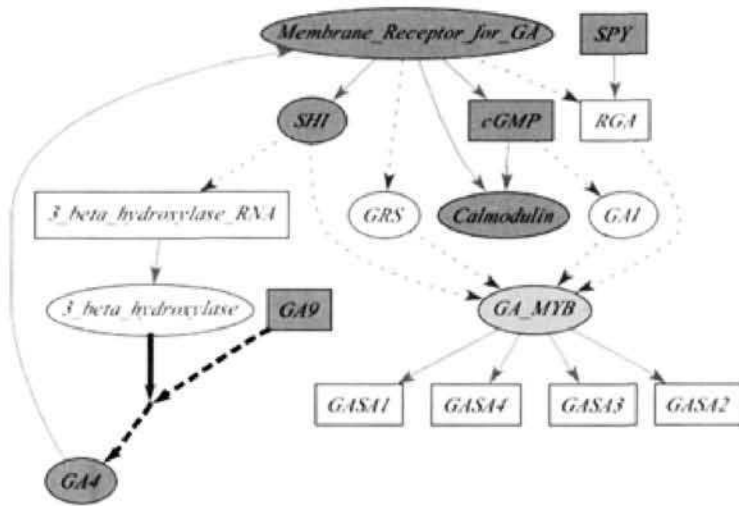 Membrane_Receptor_for_GA
SPY
SHI
cGMP
RGA
3_beta_hydroxylase_RNA
GRS
Calmodulin
GAI
3_beta_hydroxylase
GA9
GA_MYB
GASA1
GASA4
GASA3
GASA2
GA4